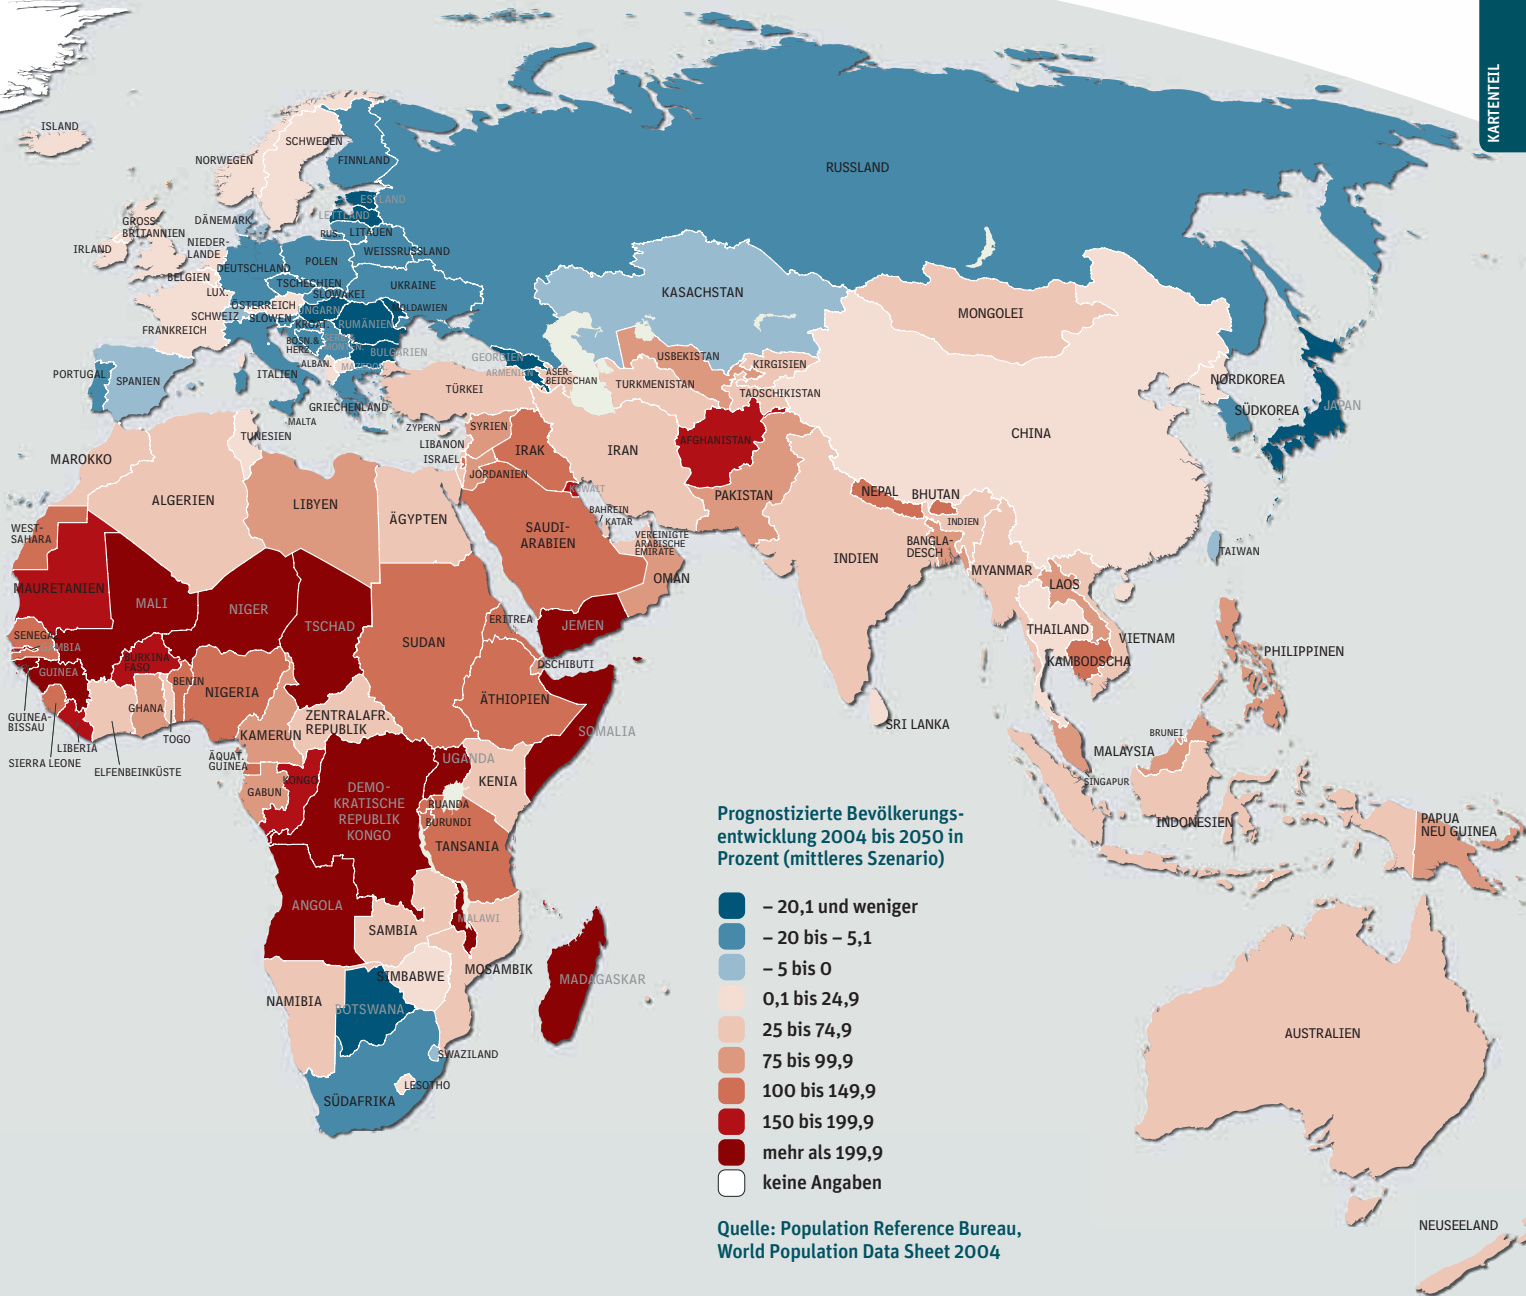 KARTENTEIL
ISLAND
SCHWEDEN
NORWEGEN
FINNLAND
RUSSLAND
ESTLAND
LETTLAND
RUS.
LITAUEN
DÄNEMARK
GROSS-
BRITANNIEN
IRLAND
NIEDER-
LANDE
WEISSRUSSLAND
POLEN
DEUTSCHLAND
BELGIEN
TSCHECHIEN
UKRAINE
LUX.
SLOWAKEI
ÖSTERREICH
UNGARN
MOLDAWIEN
SCHWEIZ
SLOWEN.
KROAT.
RUMÄNIEN
FRANKREICH
BOSN.&
HERZ.
BULGARIEN
ALBAN.
PORTUGAL
SPANIEN
ITALIEN
GRIECHENLAND
MALTA
TÜRKEI
ZYPERN
GEORGIEN
ARMENIEN
ASER-
BEIDSCHAN
KASACHSTAN
MONGOLEI
USBEKISTAN
KIRGISIEN
TURKMENISTAN
TADSCHIKISTAN
NORDKOREA
SÜDKOREA
JAPAN
CHINA
TUNESIEN
MAROKKO
ALGERIEN
LIBYEN
ÄGYPTEN
SYRIEN
LIBANON
ISRAEL
JORDANIEN
IRAK
IRAN
AFGHANISTAN
PAKISTAN
KUWAIT
BAHREIN
KATAR
VEREINIGTE
ARABISCHE
EMIRATE
SAUDI-
ARABIEN
OMAN
JEMEN
NEPAL
BHUTAN
INDIEN
BANGLA-
DESCH
INDIEN
MYANMAR
LAOS
TAIWAN
THAILAND
VIETNAM
KAMBODSCHA
PHILIPPINEN
SRI LANKA
BRUNEI
MALAYSIA
SINGAPUR
INDONESIEN
PAPUA
NEU GUINEA
AUSTRALIEN
NEUSEELAND
WEST-
SAHARA
MAURETANIEN
MALI
NIGER
TSCHAD
SUDAN
ERITREA
DSCHIBUTI
SENEGAL
GAMBIA
GUINEA
BURKINA
FASO
BENIN
NIGERIA
GHANA
ÄTHIOPIEN
SOMALIA
GUINEA-
BISSAU
SIERRA LEONE
LIBERIA
ELFENBEINKÜSTE
TOGO
KAMERUN
ZENTRALAFR.
REPUBLIK
ÄQUAT.
GUINEA
GABUN
KONGO
DEMO-
KRATISCHE
REPUBLIK
KONGO
UGANDA
KENIA
RUANDA
BURUNDI
TANSANIA
ANGOLA
SAMBIA
MALAWI
MOSAMBIK
SIMBABWE
NAMIBIA
BOTSWANA
MADAGASKAR
SWAZILAND
LESOTHO
SÜDAFRIKA
Prognostizierte Bevölkerungs-
entwicklung 2004 bis 2050 in
Prozent (mittleres Szenario)
– 20,1 und weniger
– 20 bis – 5,1
– 5 bis 0
0,1 bis 24,9
25 bis 74,9
75 bis 99,9
100 bis 149,9
150 bis 199,9
mehr als 199,9
keine Angaben
Quelle: Population Reference Bureau,
World Population Data Sheet 2004